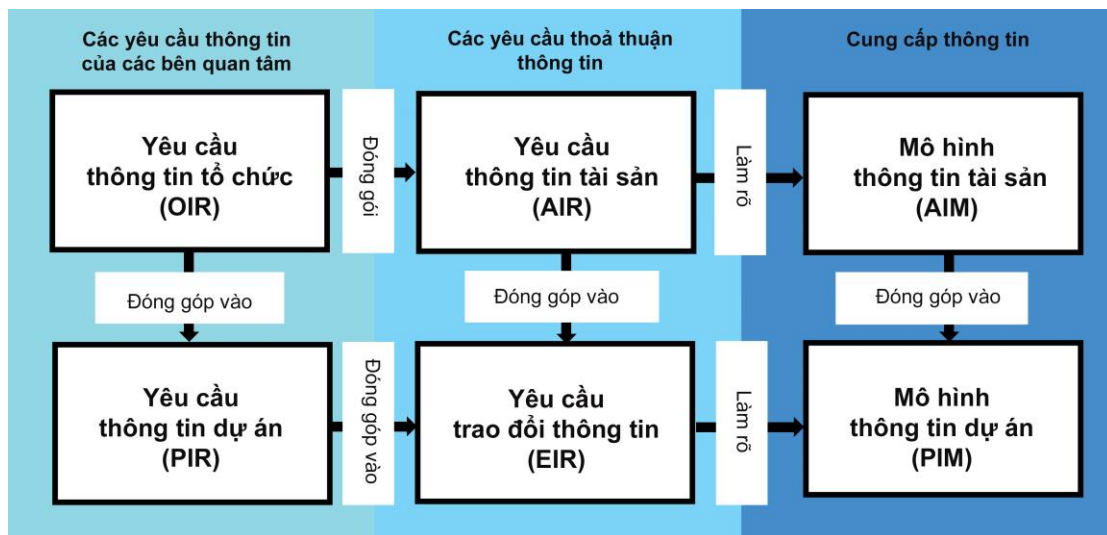 Các yêu cầu thông tin
của các bên quan tâm
Các yêu cầu thoả thuận
thông tin
Cung cấp thông tin
Yêu cầu
thông tin tổ chức
(OIR)
Đóng gói
Yêu cầu
thông tin tài sản
(AIR)
Làm rõ
Mô hình
thông tin tài sản
(AIM)
Đóng góp vào
Đóng góp vào
Đóng góp vào
Yêu cầu
thông tin dự án
(PIR)
Đóng góp vào
Yêu cầu
trao đổi thông tin
(EIR)
Làm rõ
Mô hình
thông tin dự án
(PIM)